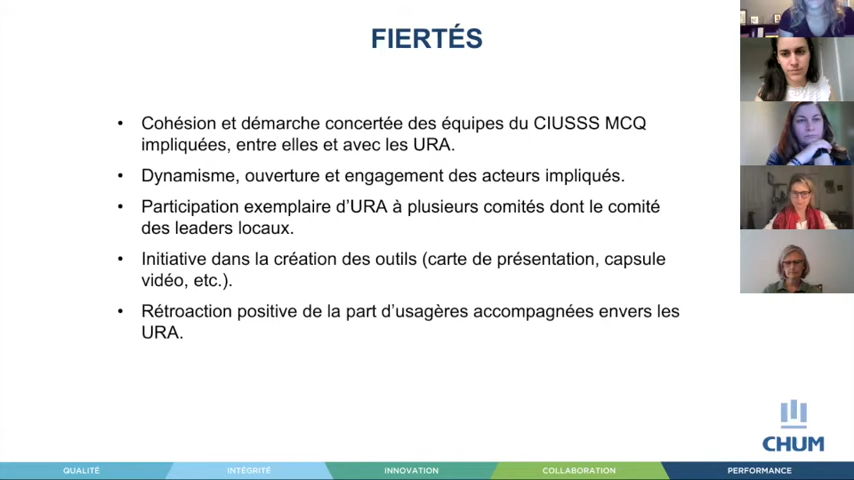 FIERTÉS
• Cohésion et démarche concertée des équipes du CIUSSS MCQ
impliquées, entre elles et avec les URA.
• Dynamisme, ouverture et engagement des acteurs impliqués.
• Participation exemplaire d’URA à plusieurs comités dont le comité
des leaders locaux.
• Initiative dans la création des outils (carte de présentation, capsule
vidéo, etc.).
• Rétroaction positive de la part d’usagères accompagnées envers les
URA.
CHUM
QUALITÉ INTÉGRITÉ INNOVATION COLLABORATION PERFORMANCE